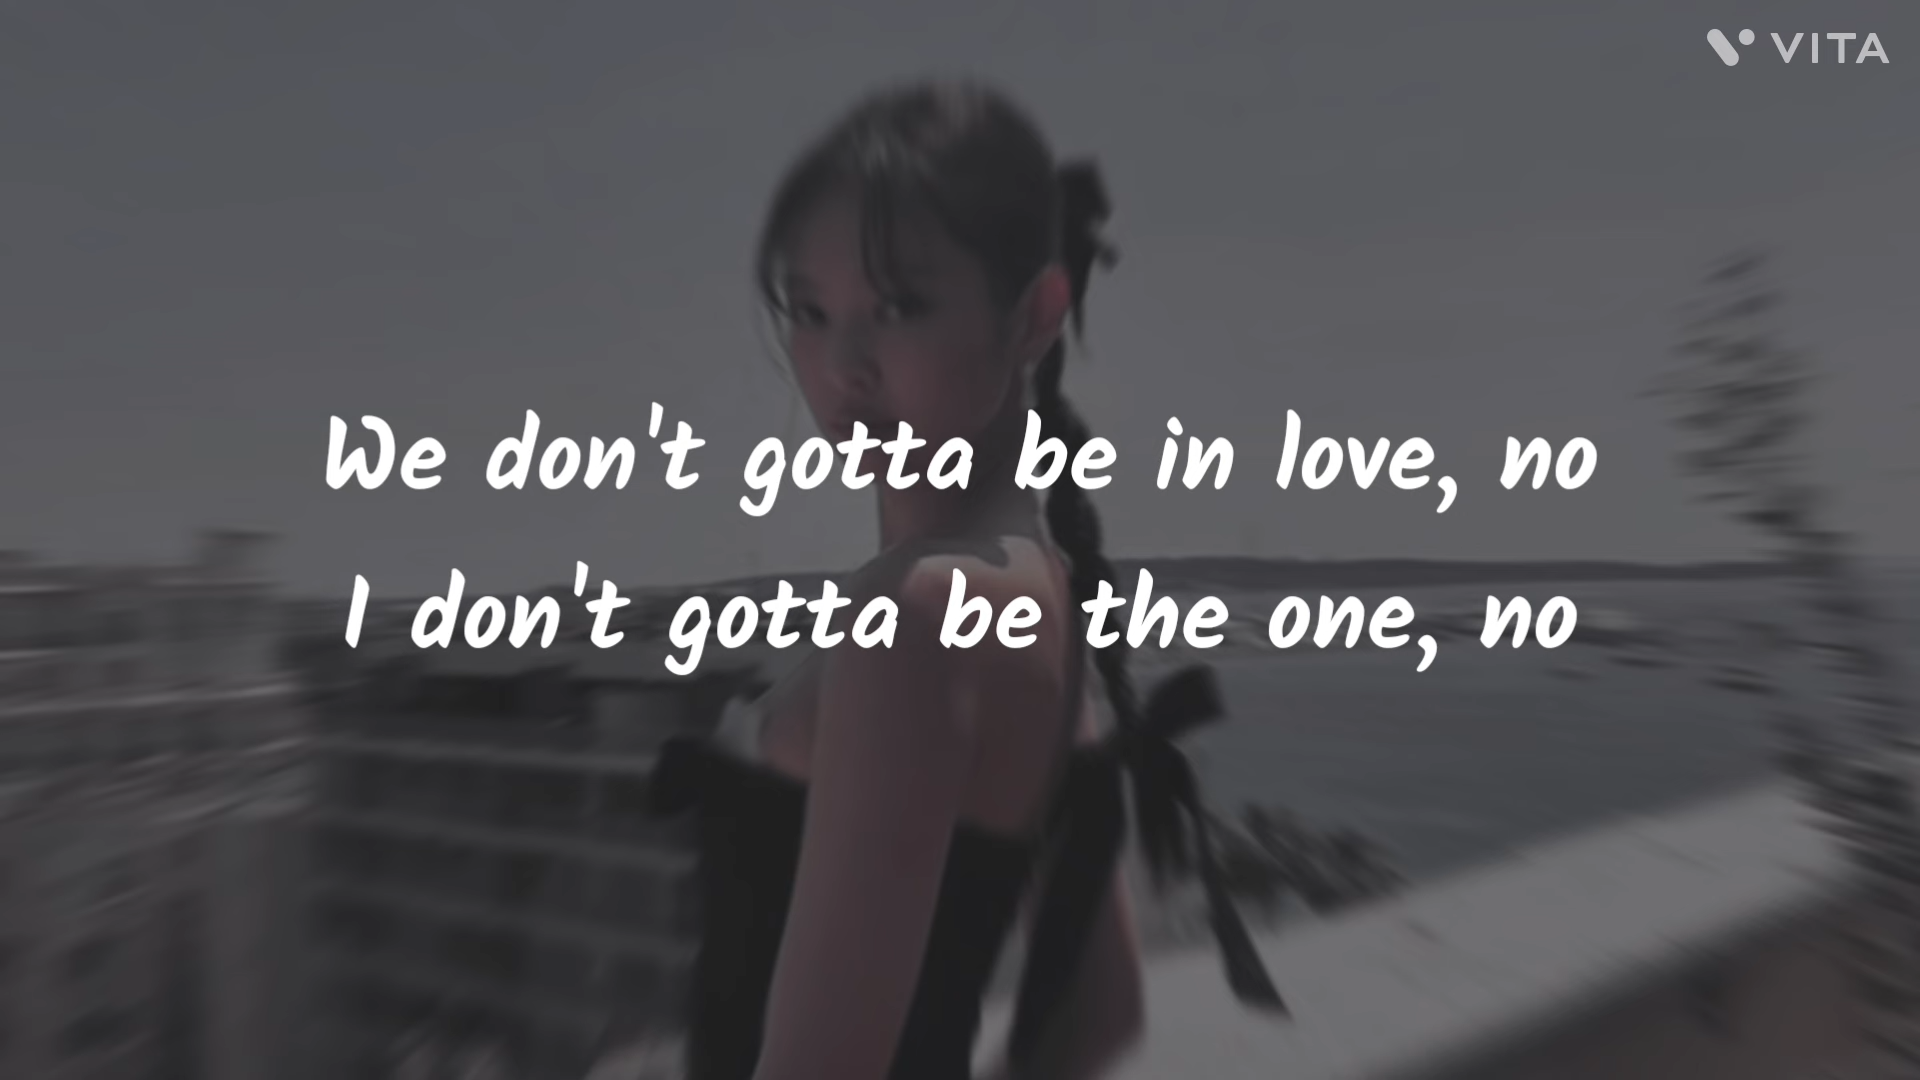 VITA
We don't gotta be in love, no
I don't gotta be the one, no